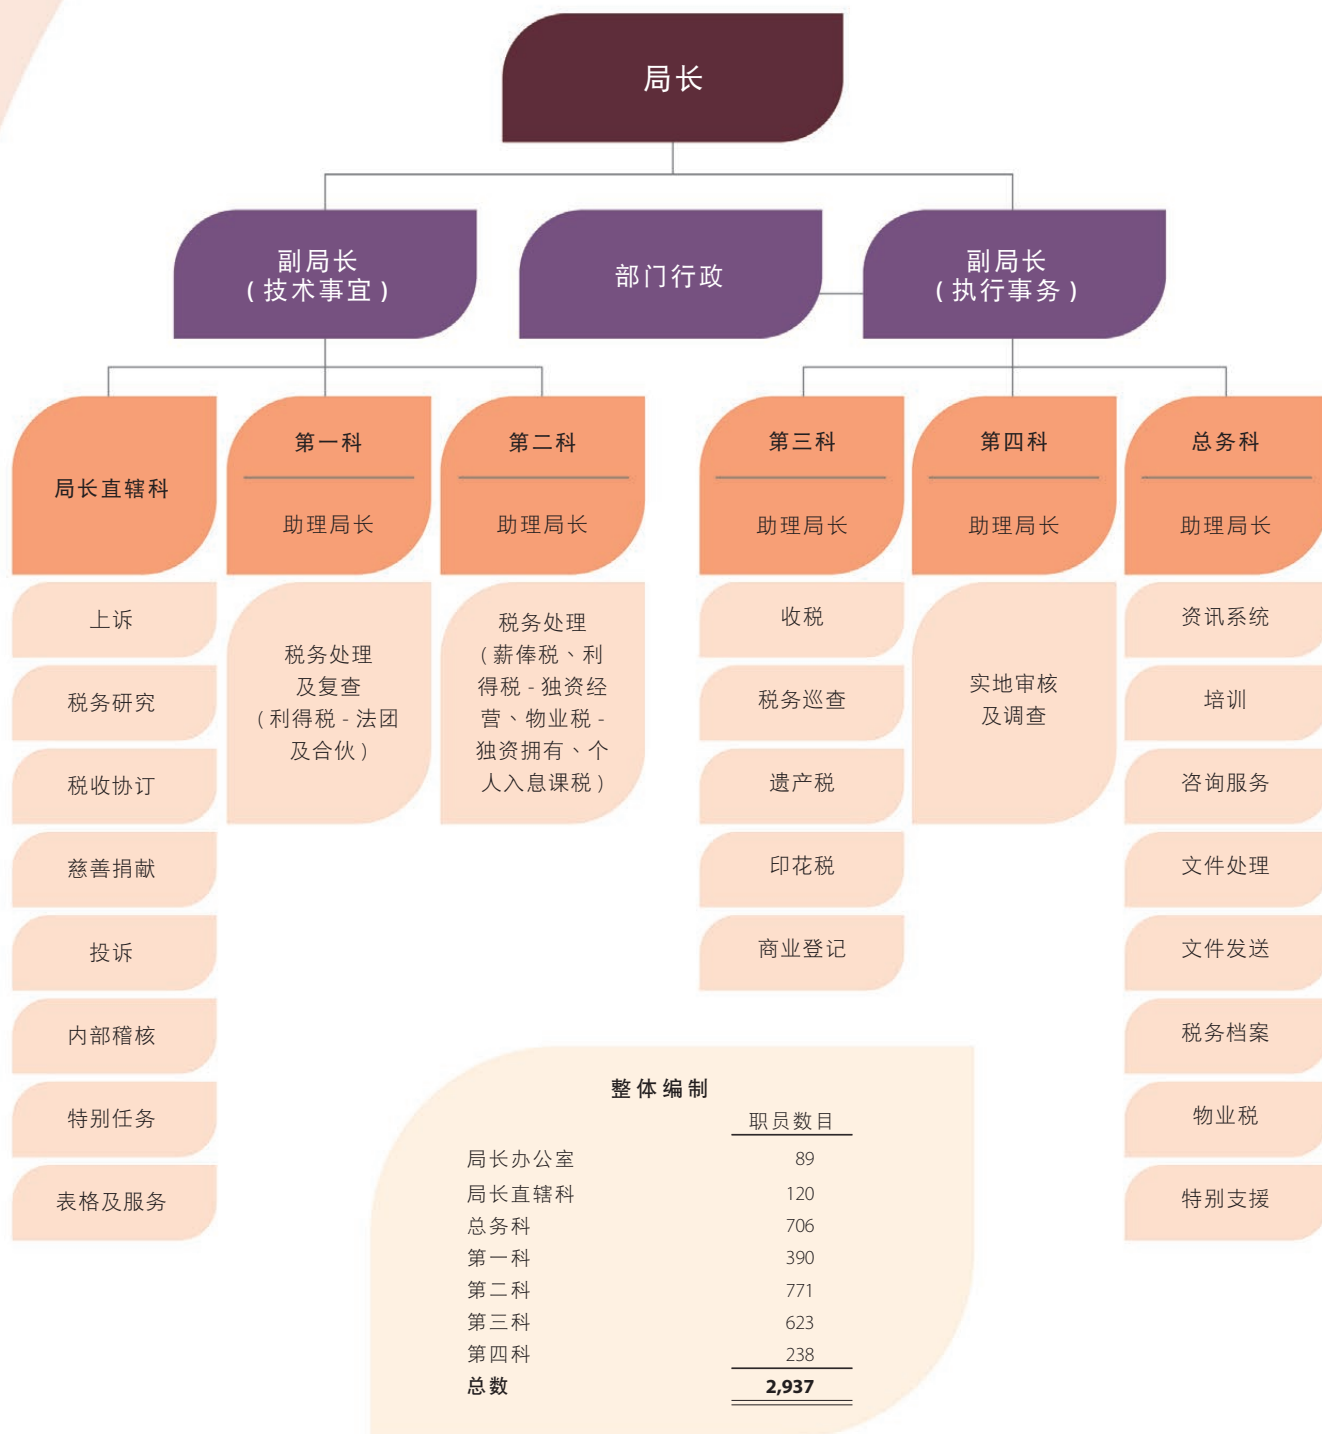 局长
副局长
(技术事宜)
部门行政
副局长
(执行事务)
局长直辖科
第一科
助理局长
第二科
助理局长
第三科
助理局长
第四科
助理局长
总务科
助理局长
上诉
税务研究
税收协订
慈善捐献
投诉
内部稽核
特别任务
表格及服务
税务处理
及复查
(利得税 - 法团
及合伙)
税务处理
(薪俸税、利
得税 - 独资经
营、物业税 -
独资拥有、个
人入息课税)
收税
税务巡查
遗产税
印花税
商业登记
实地审核
及调查
资讯系统
培训
咨询服务
文件处理
文件发送
税务档案
物业税
特别支援
整体编制
职员数目
局长办公室 89
局长直辖科 120
总务科 706
第一科 390
第二科 771
第三科 623
第四科 238
总数 2,937